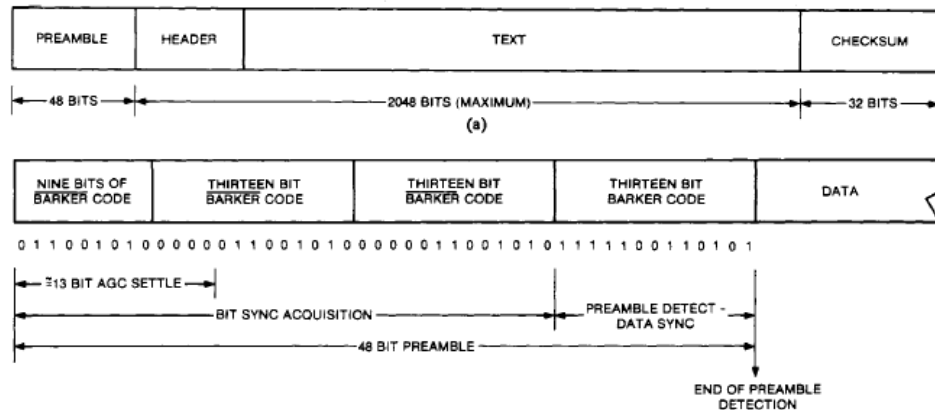 PREAMBLE HEADER TEXT CHECKSUM
48 BITS 2048 BITS (MAXIMUM) 32 BITS
(a)
NINE BITS OF BARKER CODE THIRTEEN BIT BARKER CODE THIRTEEN BIT BARKER CODE THIRTEEN BIT BARKER CODE DATA
0 1 1 0 0 1 0 1 0 0 0 0 0 0 1 1 0 0 1 0 1 0 0 0 0 0 0 1 1 0 0 1 0 1 0 1 1 1 1 1 0 0 1 1 0 1 0 1
≅13 BIT AGC SETTLE
BIT SYNC ACQUISITION PREAMBLE DETECT - DATA SYNC
48 BIT PREAMBLE
END OF PREAMBLE
DETECTION